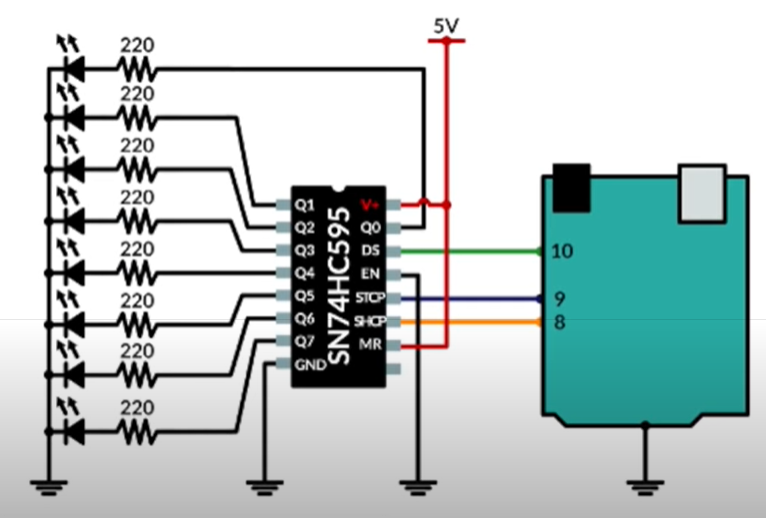 5V
220
220
220
220
220
220
220
220
SN74HC595
Q1
Q2
Q3
Q4
Q5
Q6
Q7
GND
V+
Q0
DS
EN
STCP
SHCP
MR
10
9
8